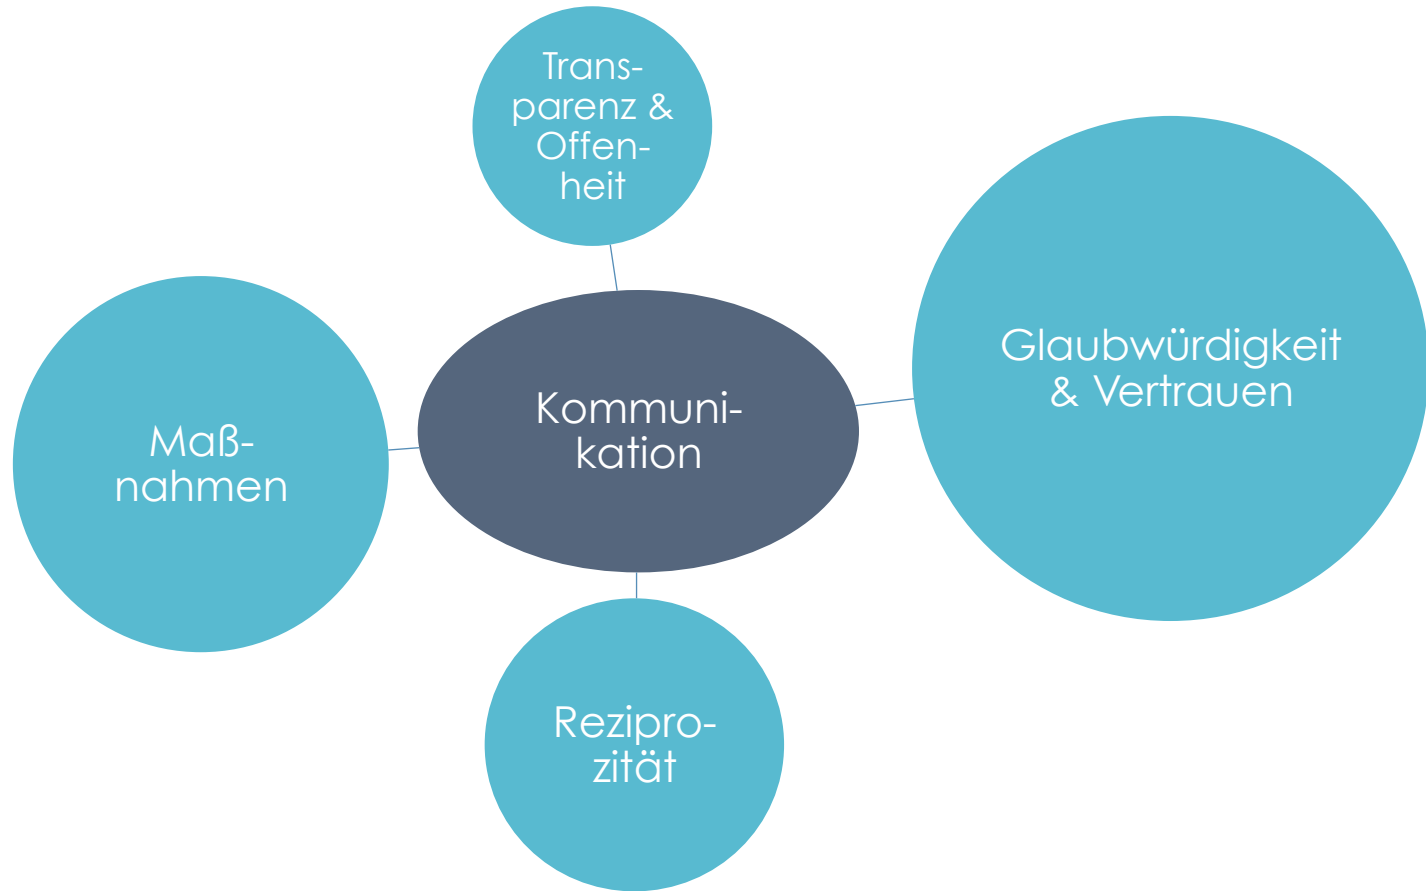 Trans-
parenz &
Offen-
heit
Glaubwürdigkeit
& Vertrauen
Kommuni-
kation
Maß-
nahmen
Rezipro-
zität